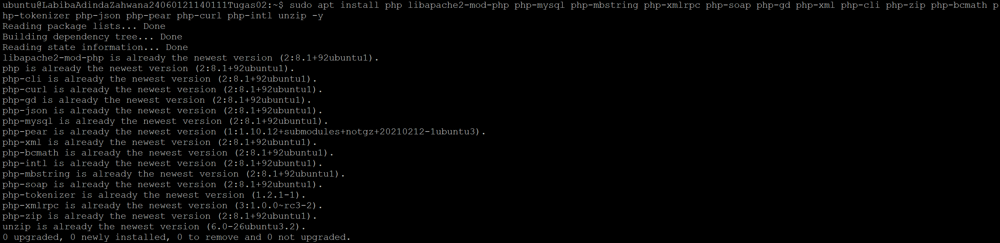 ubuntu@LabibaAdindaZahwana24060121140111Tugas02:~$ sudo apt install php libapache2-mod-php php-mysql php-mbstring php-xmlrpc php-soap php-gd php-xml php-cli php-zip php-bcmath p
hp-tokenizer php-json php-pear php-curl php-intl unzip -y
Reading package lists... Done
Building dependency tree... Done
Reading state information... Done
libapache2-mod-php is already the newest version (2:8.1+92ubuntu1).
php is already the newest version (2:8.1+92ubuntu1).
php-cli is already the newest version (2:8.1+92ubuntu1).
php-curl is already the newest version (2:8.1+92ubuntu1).
php-gd is already the newest version (2:8.1+92ubuntu1).
php-json is already the newest version (2:8.1+92ubuntu1).
php-mysql is already the newest version (2:8.1+92ubuntu1).
php-pear is already the newest version (1:1.10.12+submodules+notgz+20210212-1ubuntu3).
php-xml is already the newest version (2:8.1+92ubuntu1).
php-bcmath is already the newest version (2:8.1+92ubuntu1).
php-intl is already the newest version (2:8.1+92ubuntu1).
php-mbstring is already the newest version (2:8.1+92ubuntu1).
php-soap is already the newest version (2:8.1+92ubuntu1).
php-tokenizer is already the newest version (1.2.1-1).
php-xmlrpc is already the newest version (3:1.0.0~rc3-2).
php-zip is already the newest version (2:8.1+92ubuntu1).
unzip is already the newest version (6.0-26ubuntu3.2).
0 upgraded, 0 newly installed, 0 to remove and 0 not upgraded.